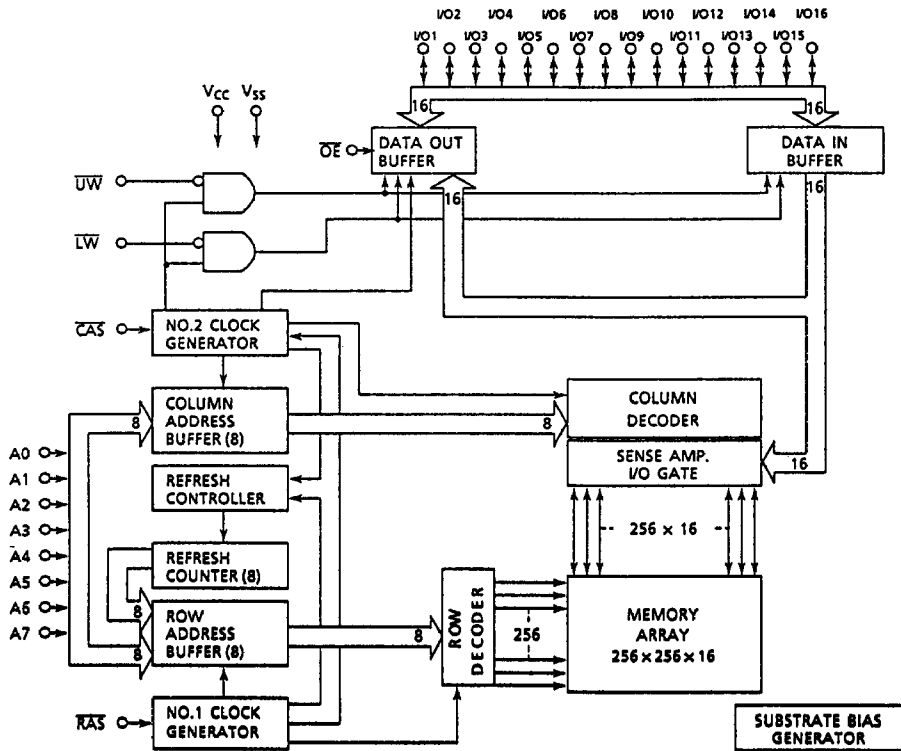 I/O2 I/O4 I/O6 I/O8 I/O10 I/O12 I/O14 I/O16
I/O1 I/O3 I/O5 I/O7 I/O9 I/O11 I/O13 I/O15
16
16
VCC VSS
OE
DATA OUT
BUFFER
DATA IN
BUFFER
UW
16
16
LW
CAS
NO.2 CLOCK
GENERATOR
COLUMN
ADDRESS
BUFFER (8)
8
8
COLUMN
DECODER
SENSE AMP.
I/O GATE
16
A0
A1
A2
A3
A4
A5
A6
A7
REFRESH
CONTROLLER
REFRESH
COUNTER (8)
256 × 16
8
8
ROW
ADDRESS
BUFFER (8)
8
ROW
DECODER
256
MEMORY
ARRAY
256×256×16
RAS
NO.1 CLOCK
GENERATOR
SUBSTRATE BIAS
GENERATOR